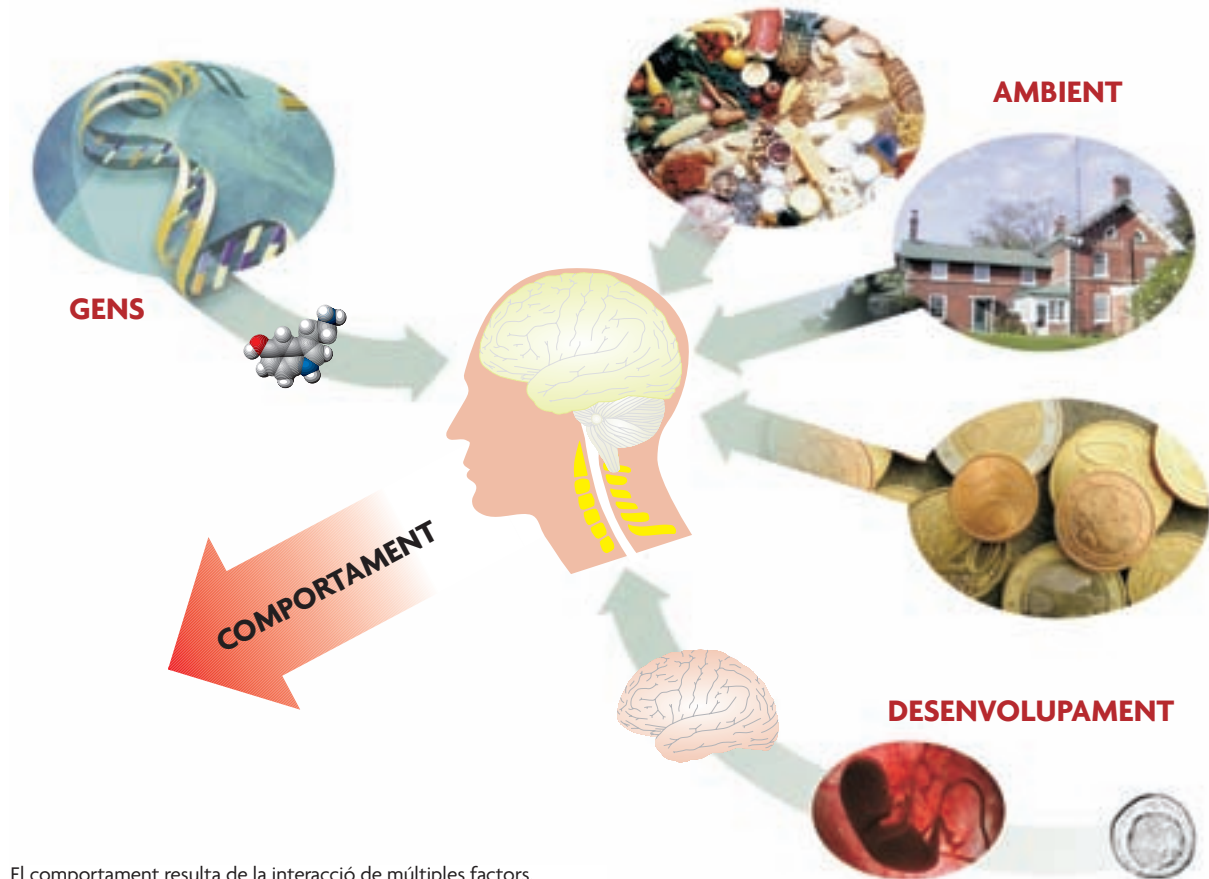 AMBIENT
GENS
COMPORTAMENT
DESENVOLUPAMENT
El comportament resulta de la interacció de múltiples factors